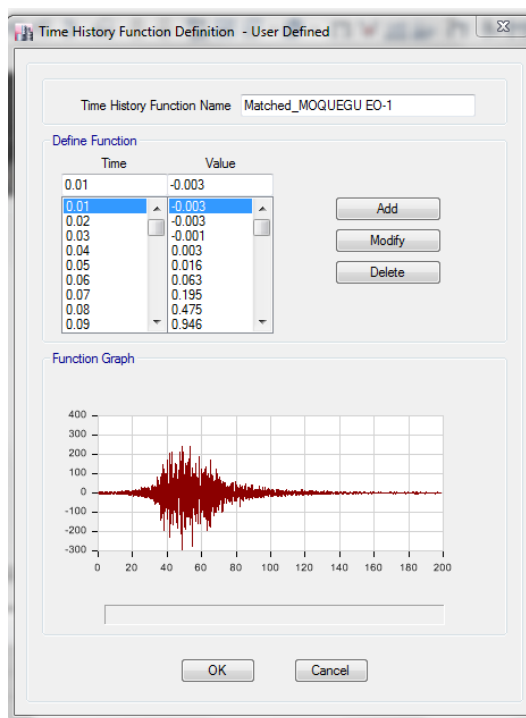 Time History Function Definition - User Defined
Time History Function Name Matched_MOQUEGU EO-1
Define Function
Time Value
0.01 -0.003
0.01 -0.003
0.02 -0.003
0.03 -0.001
0.04 0.003
0.05 0.016
0.06 0.063
0.07 0.195
0.08 0.475
0.09 0.946
Add
Modify
Delete
Function Graph
400
300
200
100
0
-100
-200
-300
0 20 40 60 80 100 120 140 160 180 200
OK Cancel